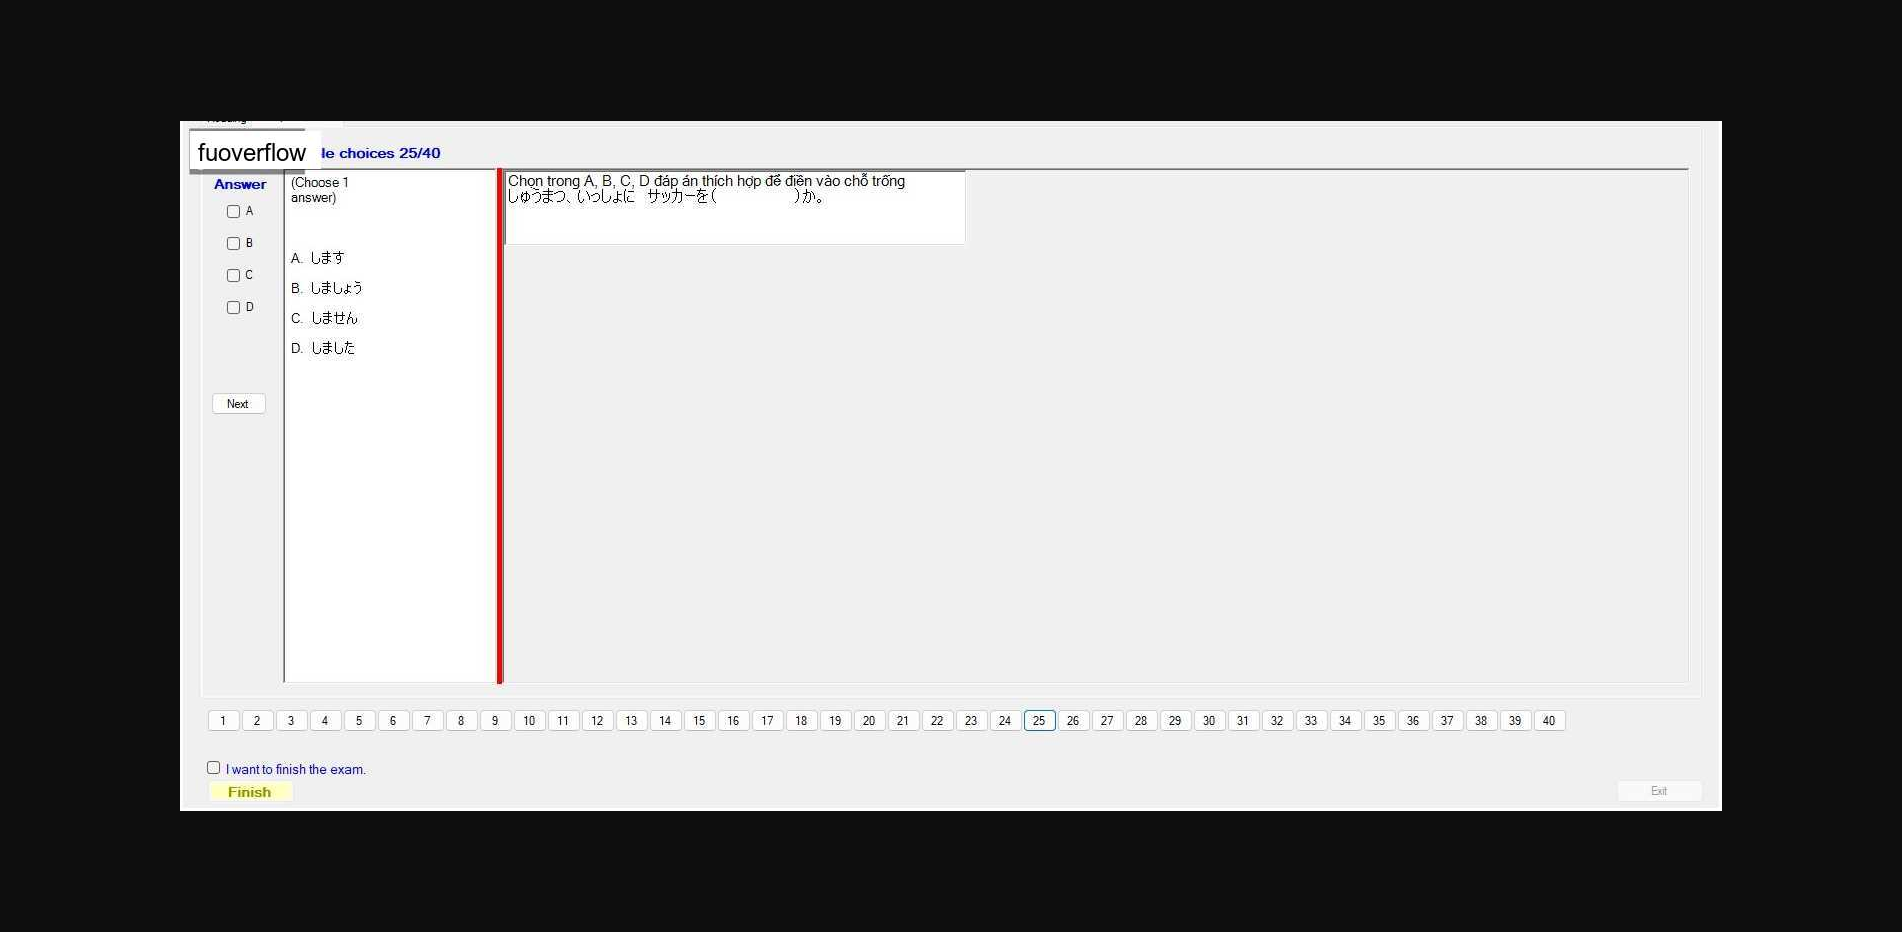 fuoverflow
le choices 25/40
Answer
A
B
C
D
Next
(Choose 1
answer)
A. します
B. しましょう
C. しません
D. しました
Chọn trong A, B, C, D đáp án thích hợp để điền vào chỗ trống
しゅうまつ、いっしょに　サッカーを(　　　　　)か。
1 2 3 4 5 6 7 8 9 10 11 12 13 14 15 16 17 18 19 20 21 22 23 24 25 26 27 28 29 30 31 32 33 34 35 36 37 38 39 40
I want to finish the exam.
Finish
Exit